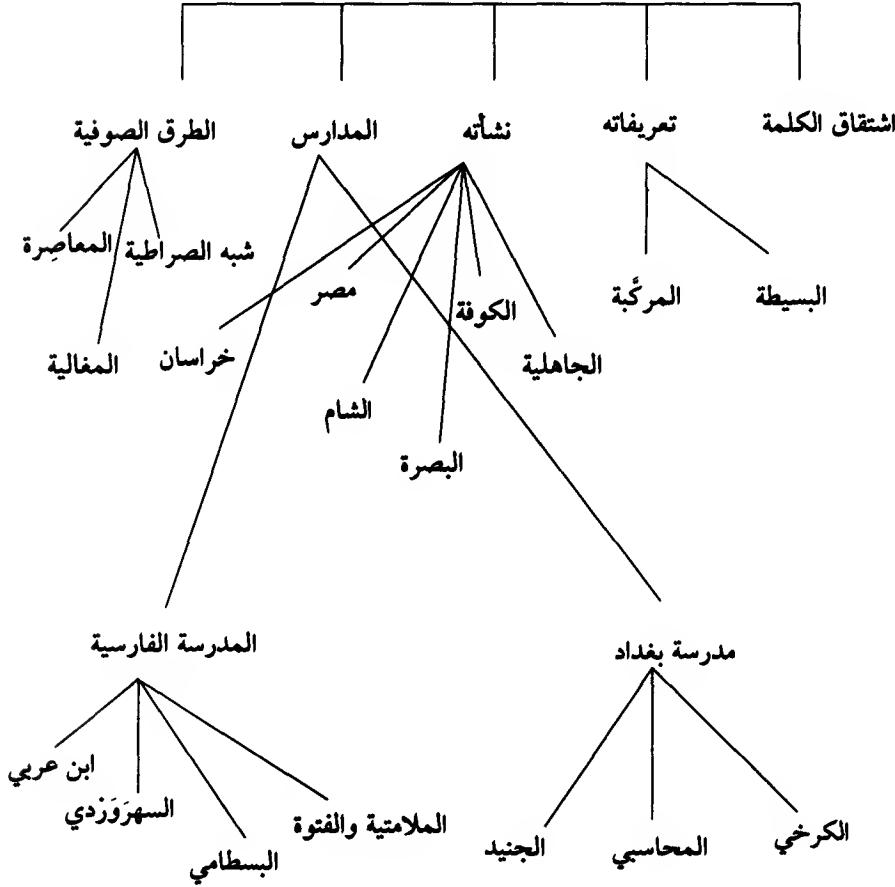 اشتقاق الكلمة
تعريفاته
نشأته
المدارس
الطرق الصوفية
البسيطة
المركَّبة
الجاهلية
الكوفة
البصرة
الشام
مصر
خراسان
شبه الصراطية
المغالية
المعاصِرة
مدرسة بغداد
المدرسة الفارسية
الكرخي
المحاسبي
الجنيد
الملامتية والفتوة
البسطامي
السهرَوَرْدي
ابن عربي